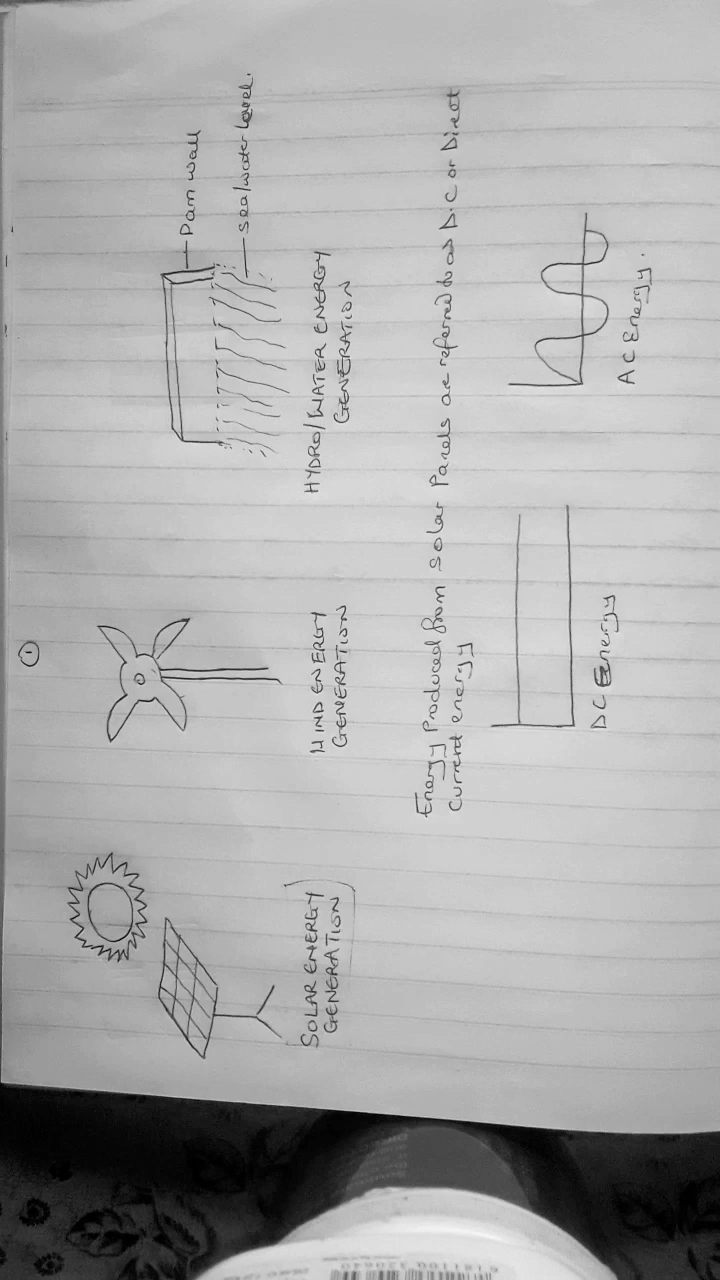 ①
Dam wall
sea/water level.
SOLAR ENERGY
GENERATION
WIND ENERGY
GENERATION
HYDRO/WATER ENERGY
GENERATION
Energy Produced from solar Panels are referred to as D.C or Direct
Current energy
DC Energy
AC Energy.